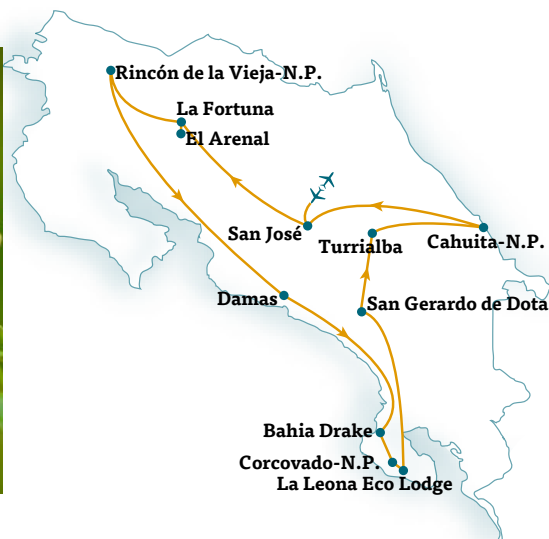 Rincón de la Vieja-N.P.
La Fortuna
El Arenal
San José
Turrialba
Cahuita-N.P.
Damas
San Gerardo de Dota
Bahia Drake
Corcovado-N.P.
La Leona Eco Lodge